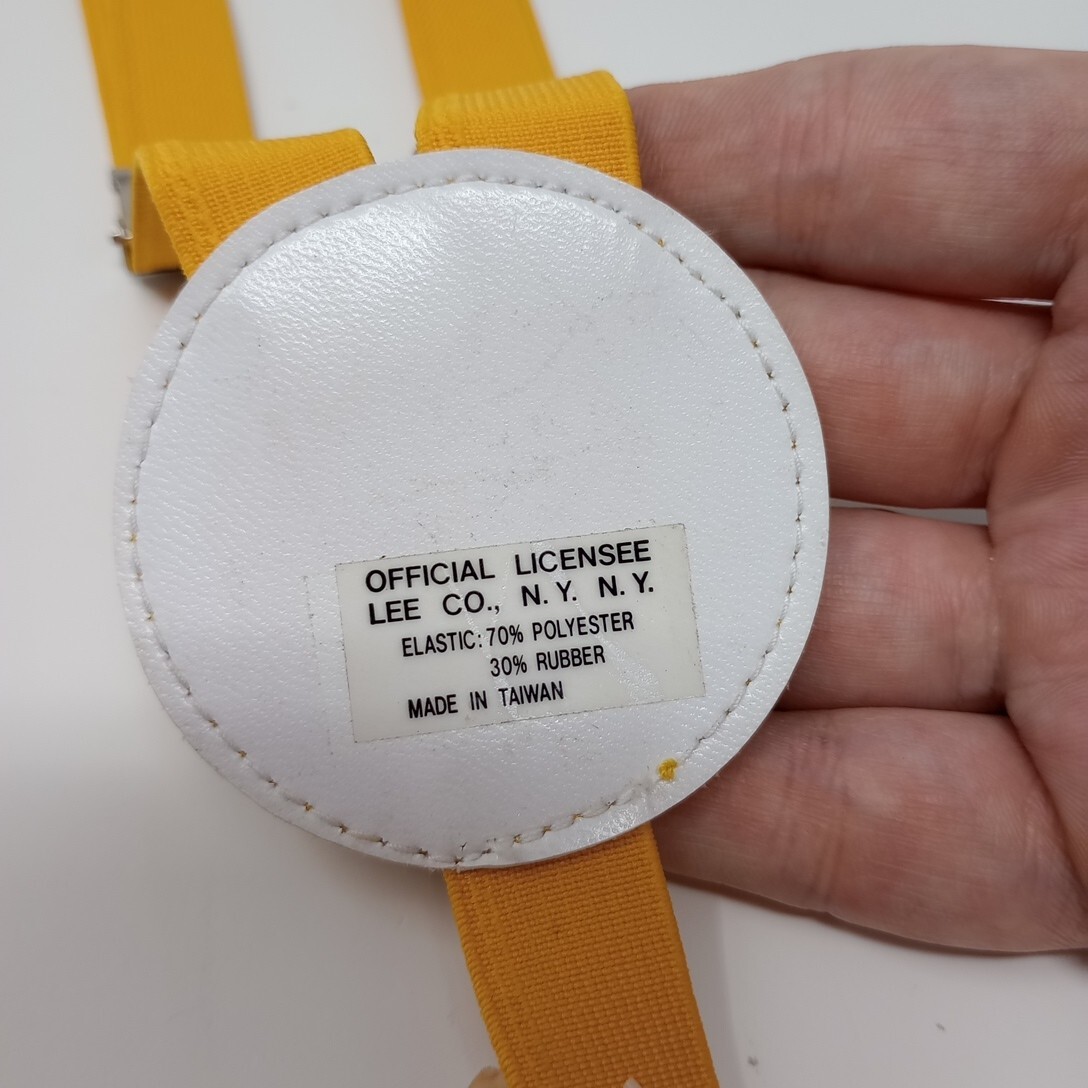 OFFICIAL LICENSEE
LEE CO., N.Y. N.Y.
ELASTIC: 70% POLYESTER
30% RUBBER
MADE IN TAIWAN